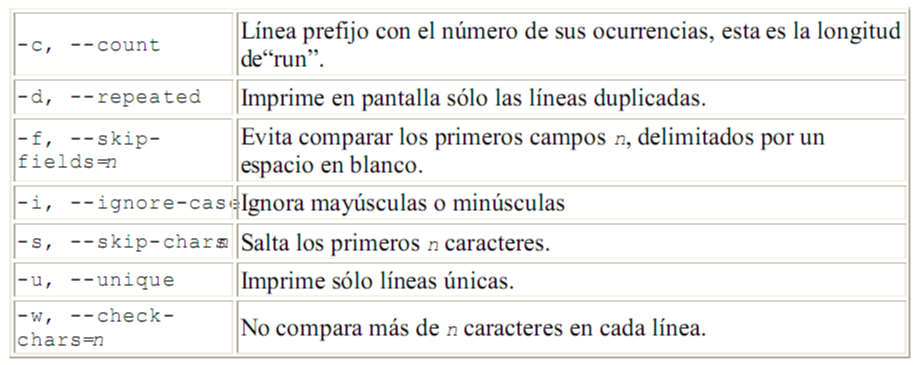 -c, --count
Línea prefijo con el número de sus ocurrencias, esta es la longitud
de“run”.
-d, --repeated
Imprime en pantalla sólo las líneas duplicadas.
-f, --skip-
fields=n
Evita comparar los primeros campos n, delimitados por un
espacio en blanco.
-i, --ignore-case
Ignora mayúsculas o minúsculas
-s, --skip-chars=n
Salta los primeros n caracteres.
-u, --unique
Imprime sólo líneas únicas.
-w, --check-
chars=n
No compara más de n caracteres en cada línea.